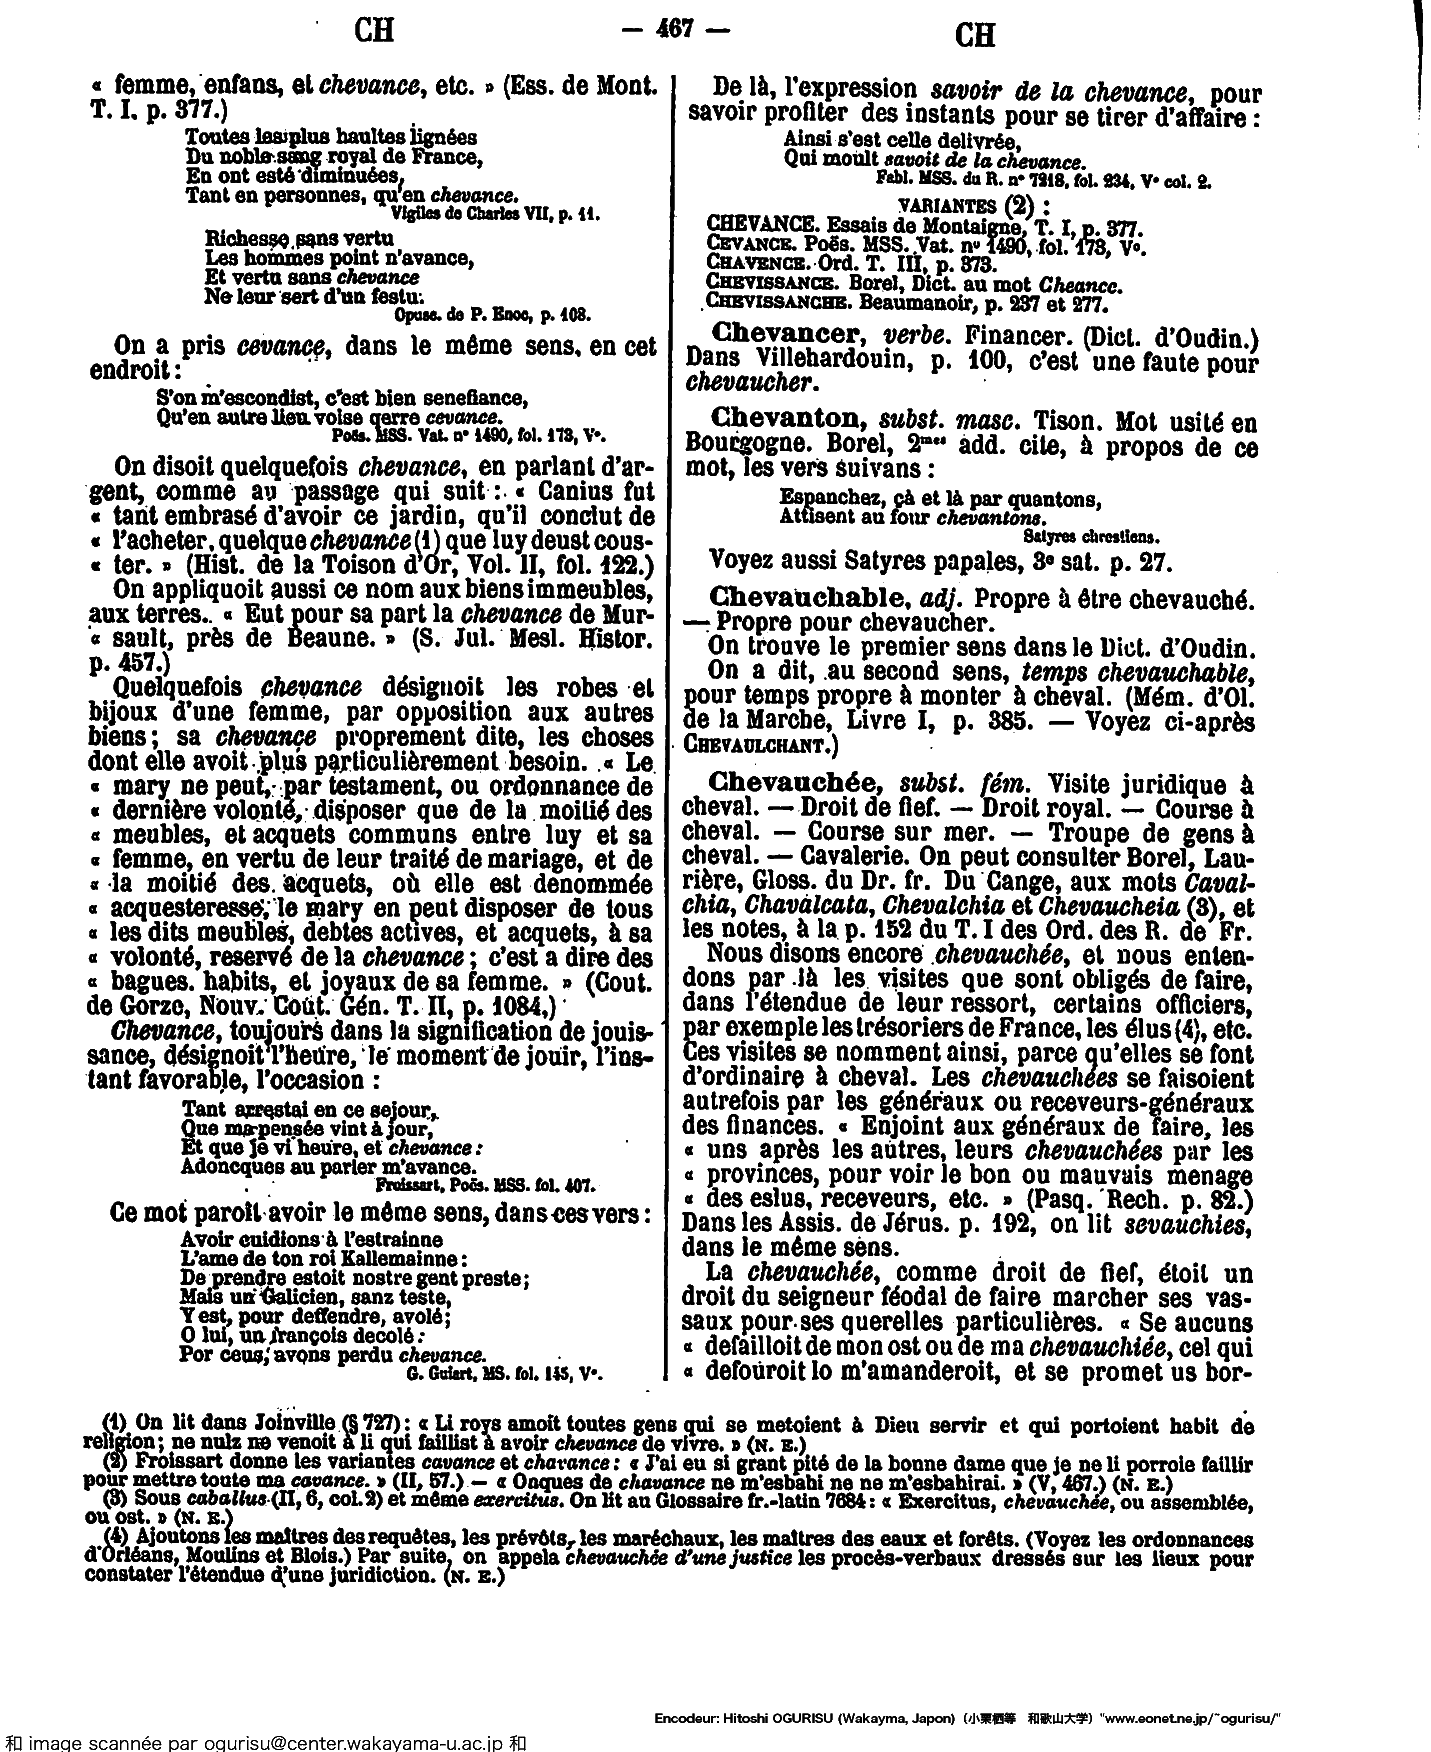 CH
— 467 —
CH
« femme, enfans, et chevance, etc. » (Ess. de Mont.
T. I, p. 377.)
Toutes les plus haultes lignées
Du noble sang royal de France,
En ont esté diminuées,
Tant en personnes, qu'en chevance.
Vigiles de Charles VII, p. 11.
Richesse sans vertu
Les hommes point n'avance,
Et vertu sans chevance
Ne leur sert d'un festu.
Opusc. de P. Enoc, p. 108.
On a pris cevance, dans le même sens, en cet
endroit :
S'on m'escondist, c'est bien senefiance,
Qu'en autre lieu voise qerre cevance.
Poës. MSS. Vat. n° 1490, fol. 173, V°.
On disoit quelquefois chevance, en parlant d'ar-
gent, comme au passage qui suit : « Canius fut
« tant embrasé d'avoir ce jardin, qu'il conclut de
« l'acheter, quelque chevance (1) que luy deust cous-
« ter. » (Hist. de la Toison d'Or, Vol. II, fol. 122.)
On appliquoit aussi ce nom aux biens immeubles,
aux terres. « Eut pour sa part la chevance de Mur-
« sault, près de Beaune. » (S. Jul. Mesl. Histor.
p. 457.)
Quelquefois chevance désignoit les robes et
bijoux d'une femme, par opposition aux autres
biens ; sa chevance proprement dite, les choses
dont elle avoit plus particulièrement besoin. « Le
« mary ne peut, par testament, ou ordonnance de
« dernière volonté, disposer que de la moitié des
« meubles, et acquets communs entre luy et sa
« femme, en vertu de leur traité de mariage, et de
« la moitié des acquets, où elle est denommée
« acquesteresse, le mary en peut disposer de tous
« les dits meubles, debtes actives, et acquets, à sa
« volonté, reservé de la chevance ; c'est a dire des
« bagues, habits, et joyaux de sa femme. » (Cout.
de Gorze, Nouv. Cout. Gén. T. II, p. 1084.)
Chevance, toujours dans la signification de jouis-
sance, désignoit l'heure, le moment de jouir, l'ins-
tant favorable, l'occasion :
Tant arrestai en ce sejour,
Que ma pensée vint à jour,
Et que je vi heure, et chevance :
Adoncques au parler m'avance.
Froissart, Poës. MSS. fol. 407.
Ce mot paroît avoir le même sens, dans ces vers :
Avoir cuidions à l'estrainne
L'ame de ton roi Kallemainne :
De prendre estoit nostre gent preste ;
Mais un Galicien, sanz teste,
Y est, pour deffendre, avolé ;
O lui, un françois decolé :
Por ceus, avons perdu chevance.
G. Guiart, MS. fol. 145, V°.
De là, l'expression savoir de la chevance, pour
savoir profiter des instants pour se tirer d'affaire :
Ainsi s'est celle delivrée,
Qui moult savoit de la chevance.
Fabl. MSS. du R. n° 7218, fol. 234, V° col. 2.
VARIANTES (2) :
CHEVANCE. Essais de Montaigne, T. I, p. 377.
CEVANCE. Poës. MSS. Vat. n° 1490, fol. 173, V°.
CHAVENCE. Ord. T. III, p. 373.
CHEVISSANCE. Borel, Dict. au mot Cheance.
CHEVISSANCHE. Beaumanoir, p. 237 et 277.
Chevancer, verbe. Financer. (Dict. d'Oudin.)
Dans Villehardouin, p. 100, c'est une faute pour
chevaucher.
Chevanton, subst. masc. Tison. Mot usité en
Bourgogne. Borel, 2mes add. cite, à propos de ce
mot, les vers suivans :
Espanchez, çà et là par quantons,
Attisent au four chevantons.
Satyres chrestiens.
Voyez aussi Satyres papales, 3e sat. p. 27.
Chevauchable, adj. Propre à être chevauché.
— Propre pour chevaucher.
On trouve le premier sens dans le Dict. d'Oudin.
On a dit, au second sens, temps chevauchable,
pour temps propre à monter à cheval. (Mém. d'Ol.
de la Marche, Livre I, p. 385. — Voyez ci-après
CHEVAULCHANT.)
Chevauchée, subst. fém. Visite juridique à
cheval. — Droit de fief. — Droit royal. — Course à
cheval. — Course sur mer. — Troupe de gens à
cheval. — Cavalerie. On peut consulter Borel, Lau-
rière, Gloss. du Dr. fr. Du Cange, aux mots Caval-
chia, Chavalcata, Chevalchia et Chevaucheia (3), et
les notes, à la p. 152 du T. I des Ord. des R. de Fr.
Nous disons encore chevauchée, et nous enten-
dons par là les visites que sont obligés de faire,
dans l'étendue de leur ressort, certains officiers,
par exemple les trésoriers de France, les élus (4), etc.
Ces visites se nomment ainsi, parce qu'elles se font
d'ordinaire à cheval. Les chevauchées se faisoient
autrefois par les généraux ou receveurs-généraux
des finances. « Enjoint aux généraux de faire, les
« uns après les autres, leurs chevauchées par les
« provinces, pour voir le bon ou mauvais menage
« des eslus, receveurs, etc. » (Pasq. Rech. p. 82.)
Dans les Assis. de Jérus. p. 192, on lit sevauchies,
dans le même sens.
La chevauchée, comme droit de fief, étoit un
droit du seigneur féodal de faire marcher ses vas-
saux pour ses querelles particulières. « Se aucuns
« defailloit de mon ost ou de ma chevauchiée, cel qui
« defouroit lo m'amanderoit, et se promet us bor-
(1) On lit dans Joinville (§ 727) : « Li roys amoit toutes gens qui se metoient à Dieu servir et qui portoient habit de
religion ; ne nulz ne venoit à li qui faillist à avoir chevance de vivre. » (N. E.)
(2) Froissart donne les variantes cavance et chavance : « J'ai eu si grant pité de la bonne dame que je ne li porroie faillir
pour mettre toute ma cavance. » (II, 57.) — « Onques de chavance ne m'esbahi ne ne m'esbahirai. » (V, 467.) (N. E.)
(3) Sous caballus (II, 6, col. 2) et même exercitus. On lit au Glossaire fr.-latin 7684 : « Exercitus, chevauchée, ou assemblée,
ou ost. » (N. E.)
(4) Ajoutons les maîtres des requêtes, les prévôts, les maréchaux, les maîtres des eaux et forêts. (Voyez les ordonnances
d'Orléans, Moulins et Blois.) Par suite, on appela chevauchée d'une justice les procès-verbaux dressés sur les lieux pour
constater l'étendue d'une juridiction. (N. E.)
Encodeur: Hitoshi OGURISU (Wakayma, Japon) (小栗栖等 和歌山大学) "www.eonet.ne.jp/~ogurisu/"
和 image scannée par ogurisu@center.wakayama-u.ac.jp 和